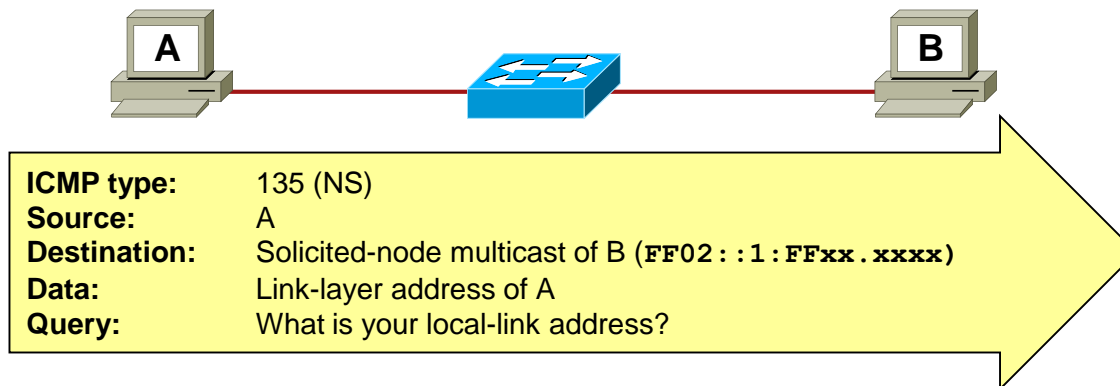 A
B
ICMP type: 135 (NS)
Source: A
Destination: Solicited-node multicast of B (FF02::1:FFxx.xxxx)
Data: Link-layer address of A
Query: What is your local-link address?